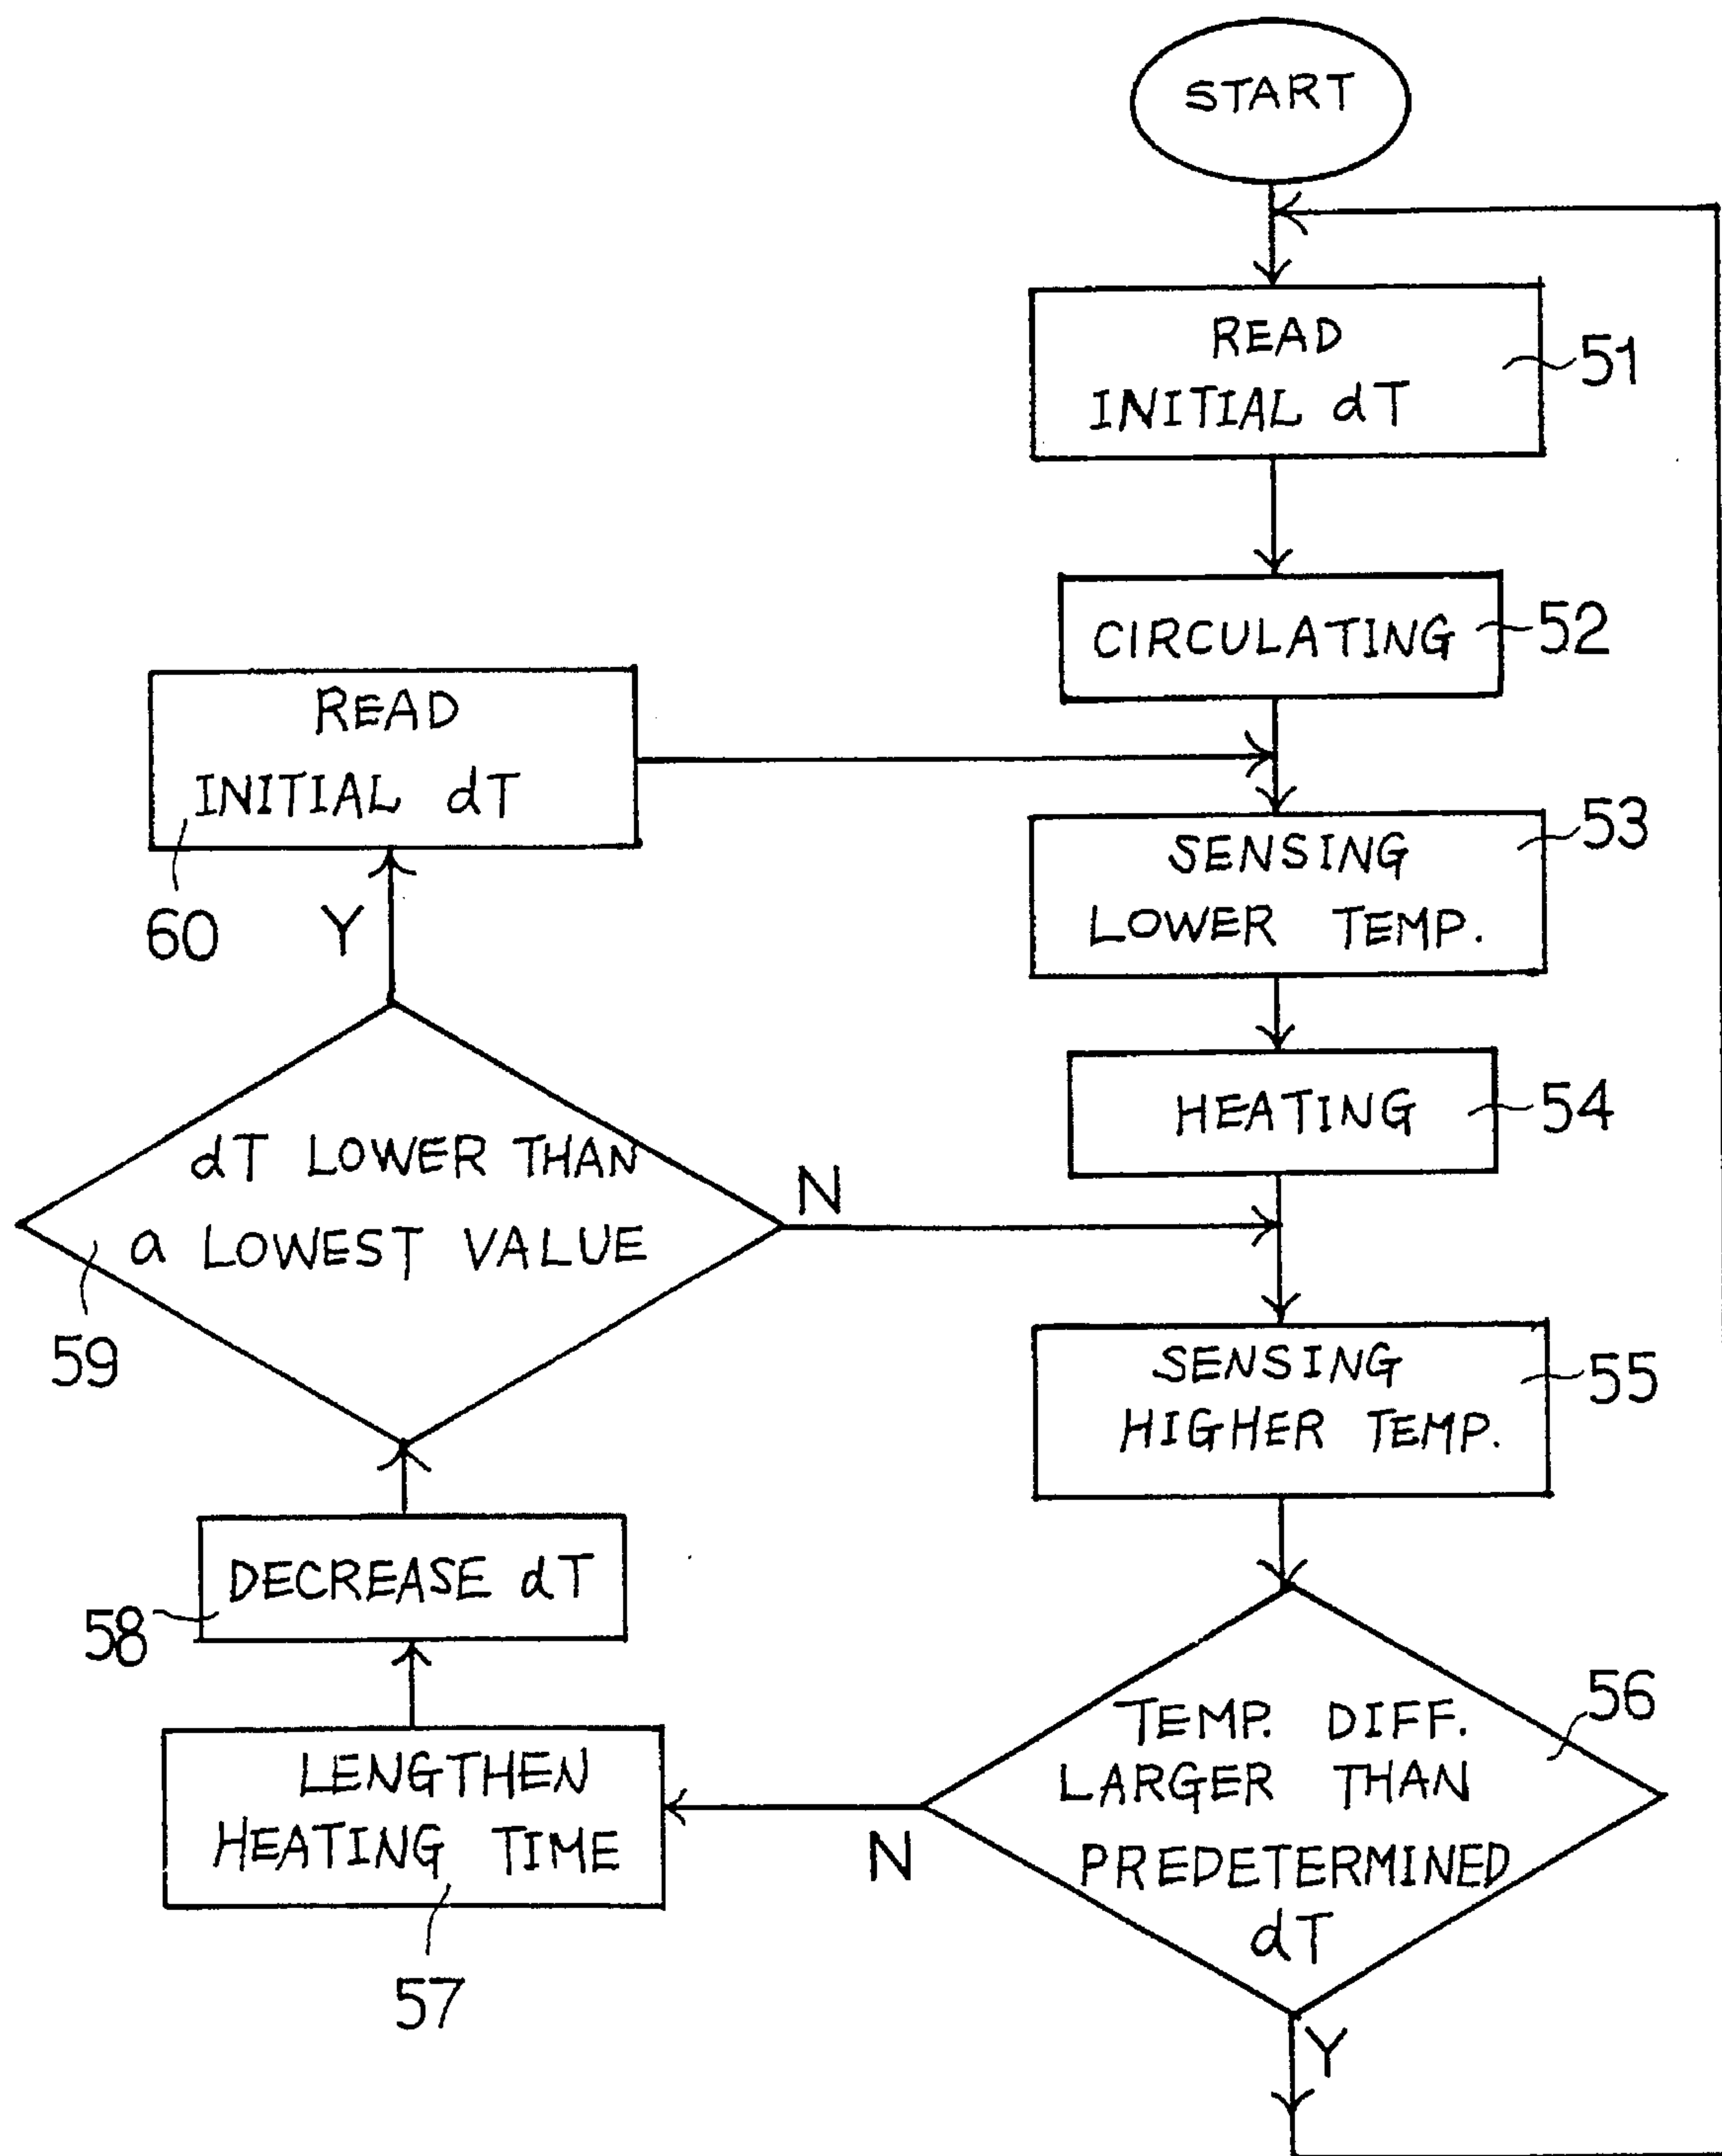 START
READ
INITIAL dT
51
CIRCULATING
52
READ
INITIAL dT
60
Y
SENSING
LOWER TEMP.
53
HEATING
54
dT LOWER THAN
a LOWEST VALUE
59
N
SENSING
HIGHER TEMP.
55
DECREASE dT
58
TEMP. DIFF.
LARGER THAN
PREDETERMINED
dT
56
N
LENGTHEN
HEATING TIME
57
Y